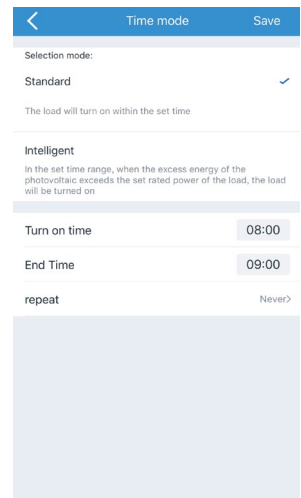 Time mode Save
Selection mode:
Standard
The load will turn on within the set time
Intelligent
In the set time range, when the excess energy of the
photovoltaic exceeds the set rated power of the load, the load
will be turned on
Turn on time 08:00
End Time 09:00
repeat Never>